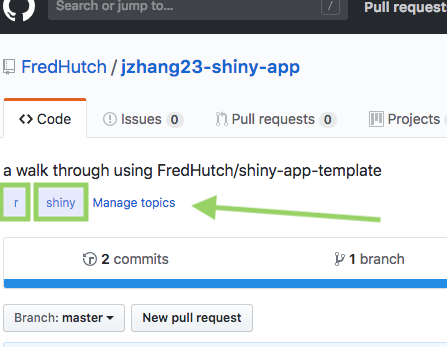 Search or jump to... / Pull requests
FredHutch / jzhang23-shiny-app
Code Issues 0 Pull requests 0 Projects
a walk through using FredHutch/shiny-app-template
r shiny Manage topics
2 commits 1 branch
Branch: master New pull request